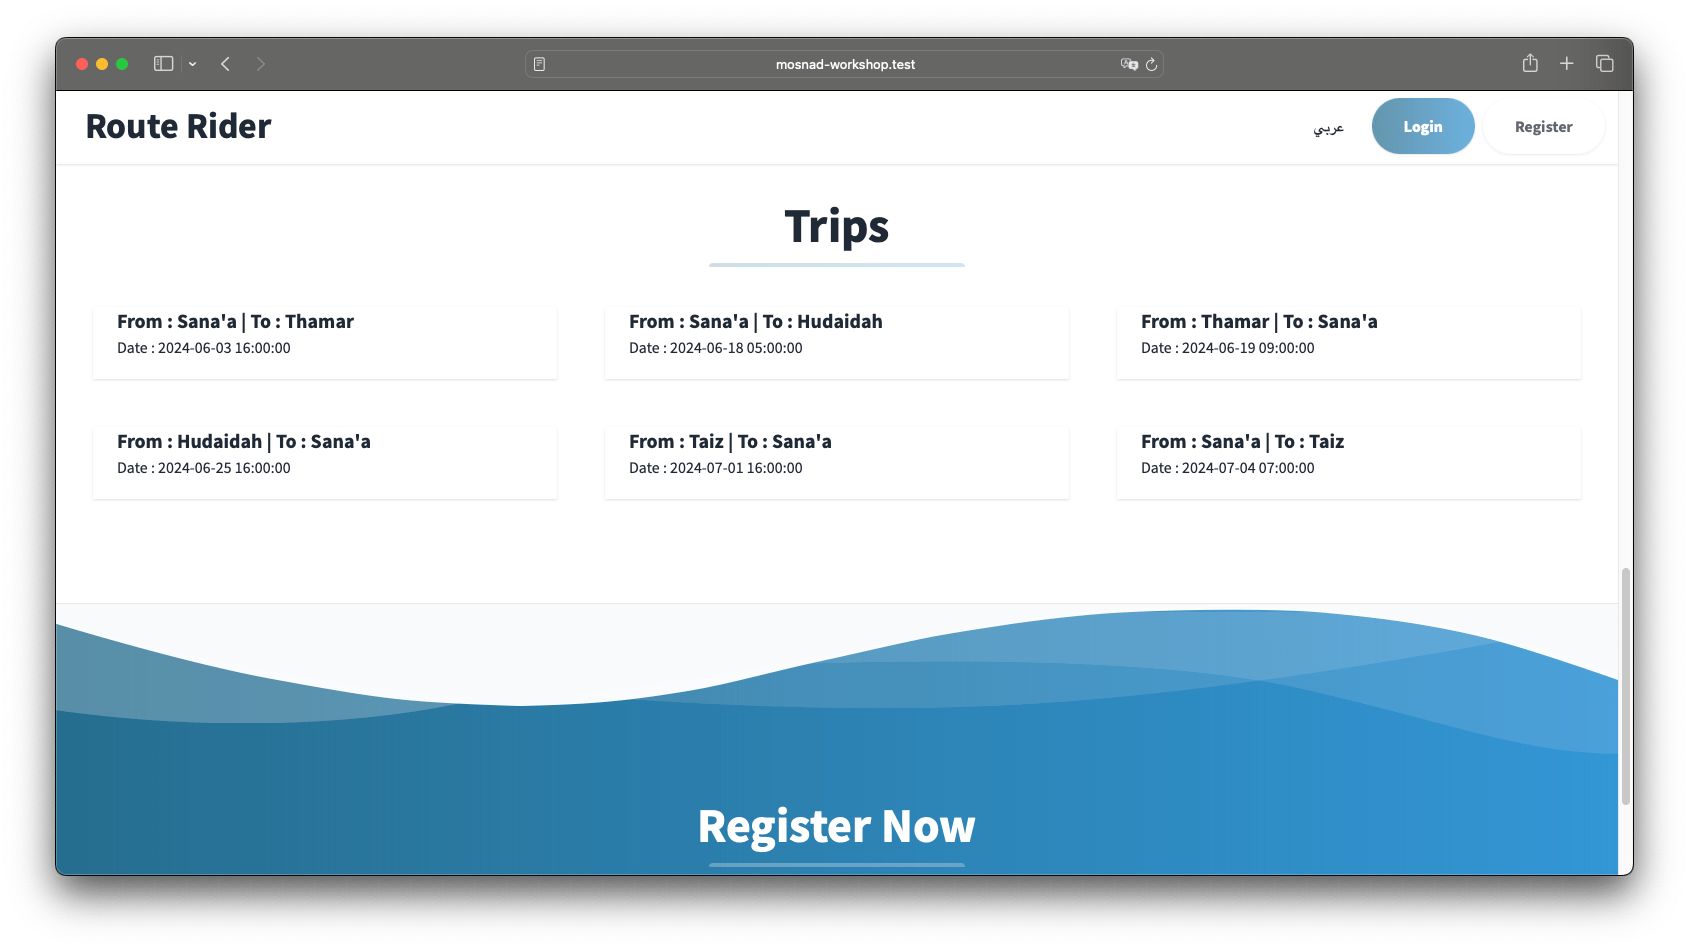 mosnad-workshop.test
Route Rider
عربي
Login
Register
Trips
From : Sana'a | To : Thamar
Date : 2024-06-03 16:00:00
From : Sana'a | To : Hudaidah
Date : 2024-06-18 05:00:00
From : Thamar | To : Sana'a
Date : 2024-06-19 09:00:00
From : Hudaidah | To : Sana'a
Date : 2024-06-25 16:00:00
From : Taiz | To : Sana'a
Date : 2024-07-01 16:00:00
From : Sana'a | To : Taiz
Date : 2024-07-04 07:00:00
Register Now